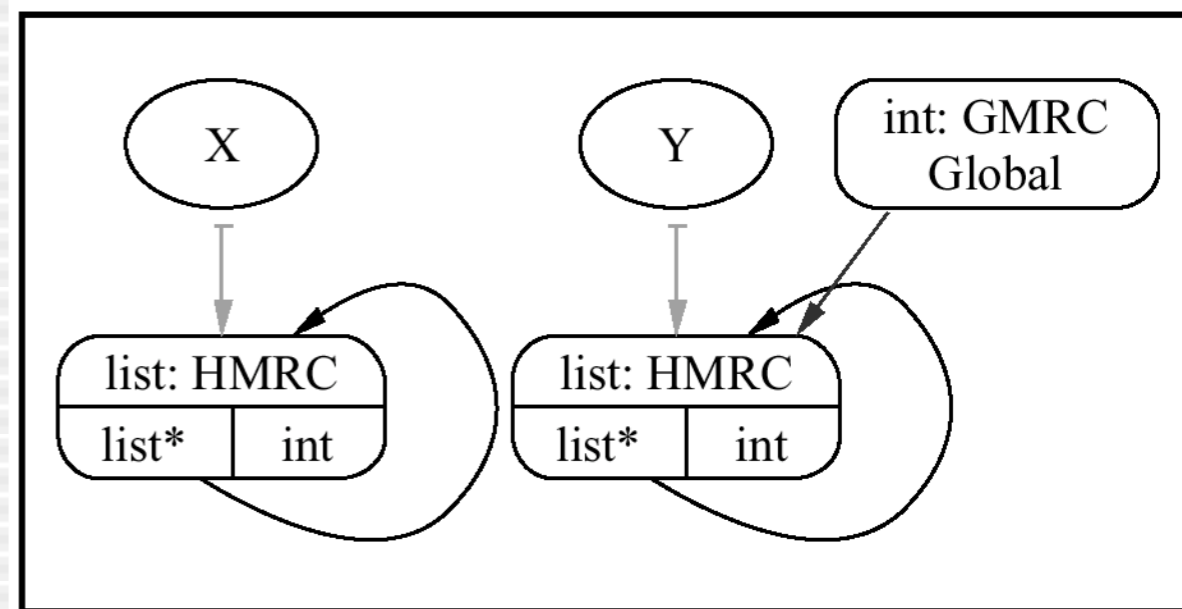 X
Y
int: GMRC
Global
list: HMRC
list*
int
list: HMRC
list*
int